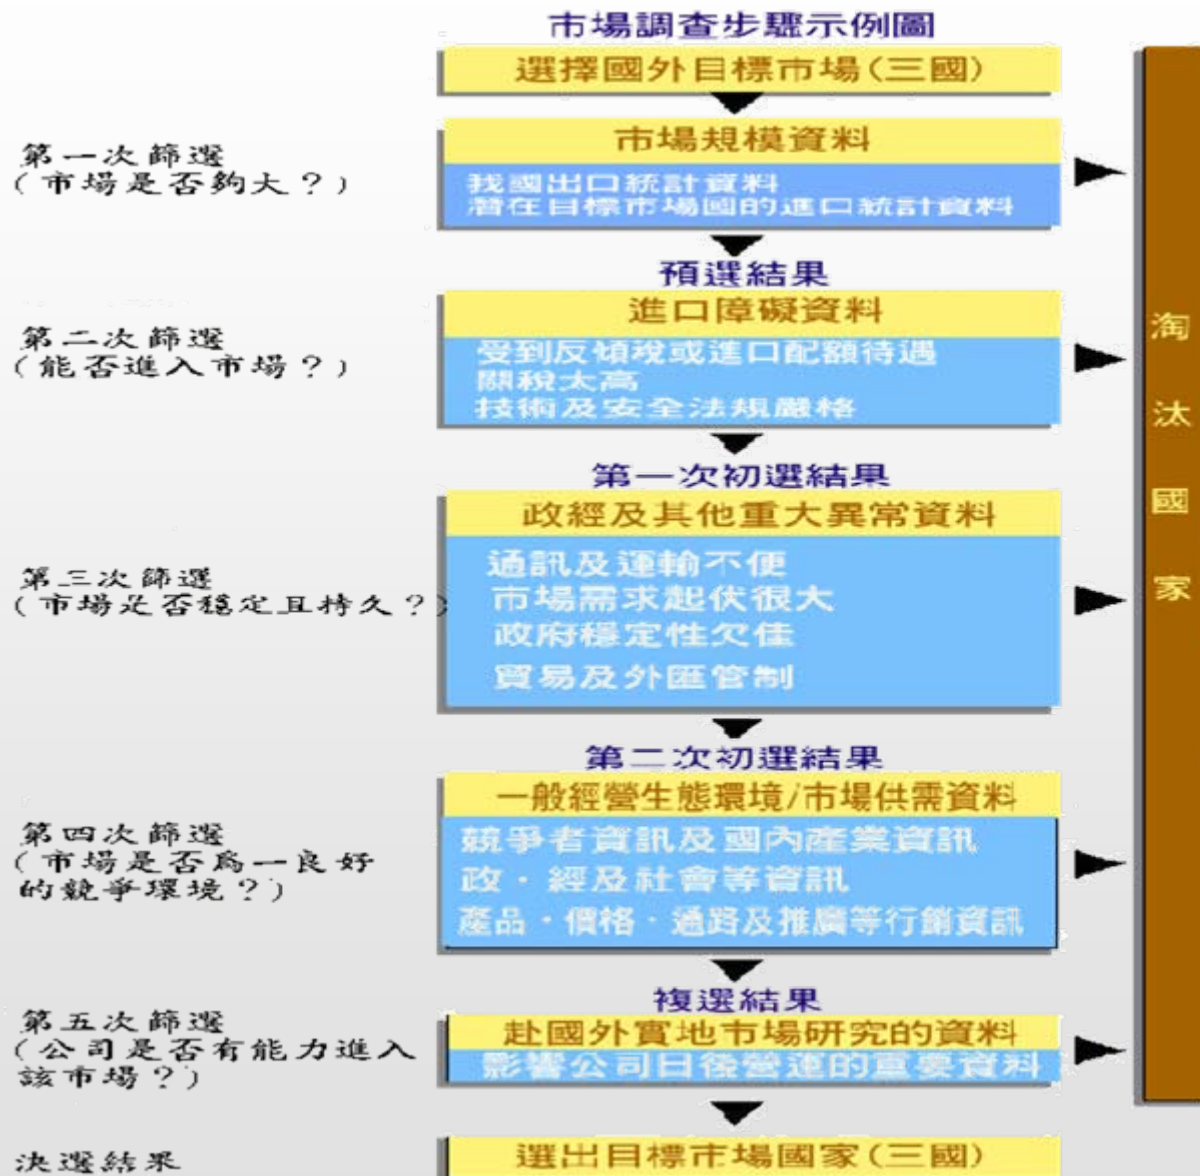 市場調查步驟示例圖
選擇國外目標市場(三國)
第一次篩選
(市場是否夠大?)
市場規模資料
我國出口統計資料
潛在目標市場國的進口統計資料
預選結果
第二次篩選
(能否進入市場?)
進口障礙資料
受到反傾稅或進口配額待遇
關稅太高
技術及安全法規嚴格
第一次初選結果
第三次篩選
(市場是否穩定且持久?)
政經及其他重大異常資料
通訊及運輸不便
市場需求起伏很大
政府穩定性欠佳
貿易及外匯管制
第二次初選結果
第四次篩選
(市場是否為一良好
的競爭環境?)
一般經營生態環境/市場供需資料
競爭者資訊及國內產業資訊
政・經及社會等資訊
產品・價格・通路及推廣等行銷資訊
複選結果
第五次篩選
(公司是否有能力進入
該市場?)
赴國外實地市場研究的資料
影響公司日後營運的重要資料
決選結果
選出目標市場國家(三國)
淘汰國家